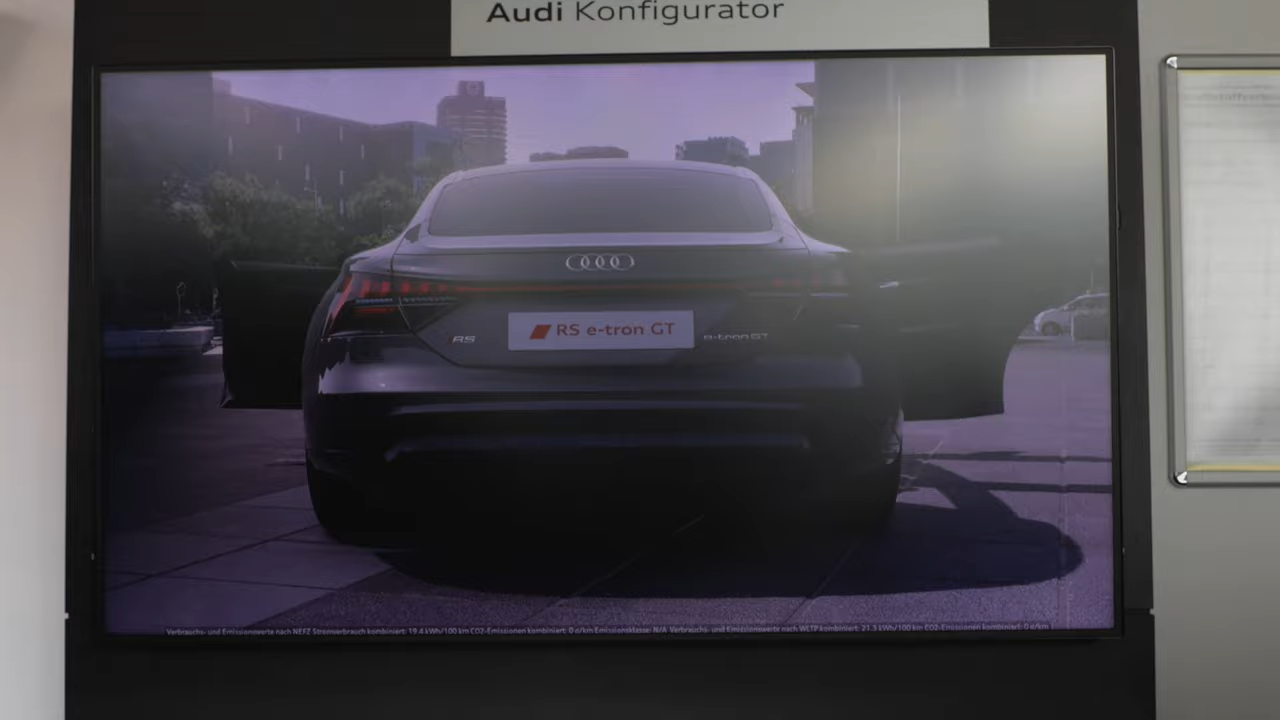 Audi Konfigurator
RS e-tron GT
RS
e-tron GT
Verbrauchs- und Emissionswerte nach NEFZ Stromverbrauch kombiniert: 19.4 kWh/100 km CO2-Emissionen kombiniert: 0 g/km Emissionsklasse: N/A Verbrauchs- und Emissionswerte nach WLTP kombiniert: 21.5 kWh/100 km CO2-Emissionen kombiniert: 0 g/km